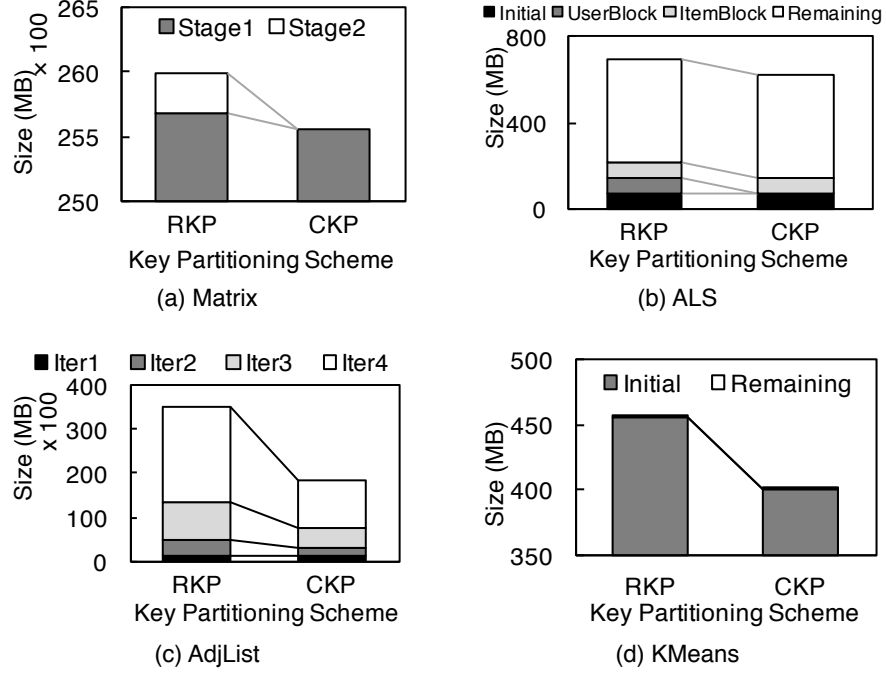 Stage1 Stage2
Size (MB)
x 100
265
260
255
250
RKP CKP
Key Partitioning Scheme
(a) Matrix
Initial UserBlock ItemBlock Remaining
Size (MB)
800
400
0
RKP CKP
Key Partitioning Scheme
(b) ALS
Iter1 Iter2 Iter3 Iter4
Size (MB)
x 100
400
300
200
100
0
RKP CKP
Key Partitioning Scheme
(c) AdjList
Initial Remaining
Size (MB)
500
450
400
350
RKP CKP
Key Partitioning Scheme
(d) KMeans